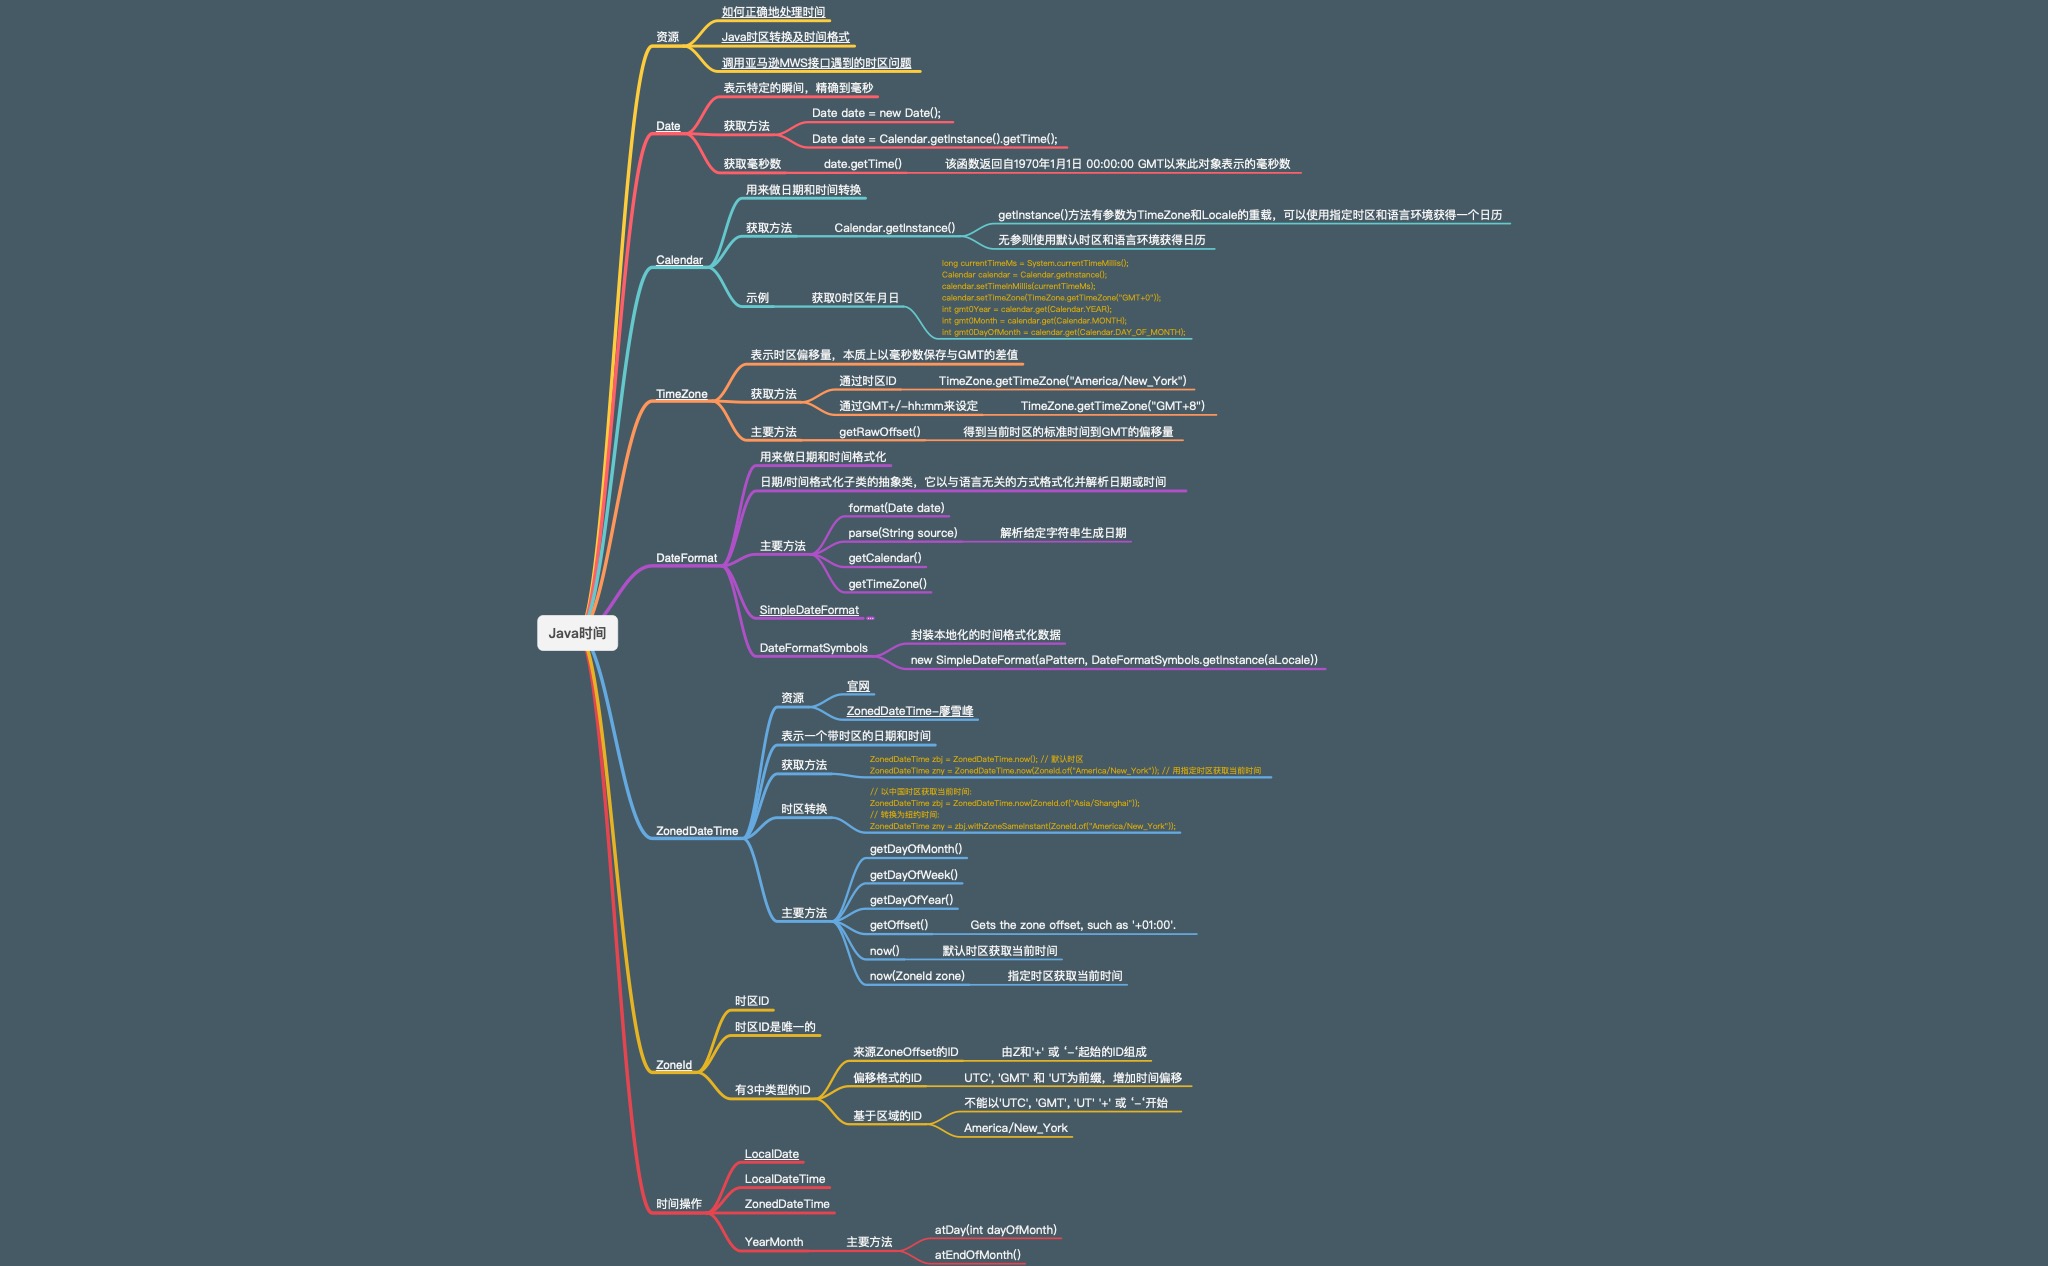 如何正确地处理时间
资源
Java时区转换及时间格式
调用亚马逊MWS接口遇到的时区问题
表示特定的瞬间，精确到毫秒
Date date = new Date();
Date
获取方法
Date date = Calendar.getInstance().getTime();
获取毫秒数 date.getTime() 该函数返回自1970年1月1日 00:00:00 GMT以来此对象表示的毫秒数
用来做日期和时间转换
getInstance()方法有参数为TimeZone和Locale的重载，可以使用指定时区和语言环境获得一个日历
获取方法 Calendar.getInstance()
无参则使用默认时区和语言环境获得日历
Calendar
long currentTimeMs = System.currentTimeMillis();
Calendar calendar = Calendar.getInstance();
calendar.setTimeInMillis(currentTimeMs);
示例 获取0时区年月日
calendar.setTimeZone(TimeZone.getTimeZone("GMT+0"));
int gmt0Year = calendar.get(Calendar.YEAR);
int gmt0Month = calendar.get(Calendar.MONTH);
int gmt0DayOfMonth = calendar.get(Calendar.DAY_OF_MONTH);
表示时区偏移量，本质上以毫秒数保存与GMT的差值
通过时区ID TimeZone.getTimeZone("America/New_York")
TimeZone
获取方法
通过GMT+/-hh:mm来设定 TimeZone.getTimeZone("GMT+8")
主要方法 getRawOffset() 得到当前时区的标准时间到GMT的偏移量
用来做日期和时间格式化
日期/时间格式化子类的抽象类，它以与语言无关的方式格式化并解析日期或时间
format(Date date)
parse(String source) 解析给定字符串生成日期
主要方法
DateFormat
getCalendar()
getTimeZone()
SimpleDateFormat
Java时间
封装本地化的时间格式化数据
DateFormatSymbols
new SimpleDateFormat(aPattern, DateFormatSymbols.getInstance(aLocale))
官网
资源
ZonedDateTime-廖雪峰
表示一个带时区的日期和时间
ZonedDateTime zbj = ZonedDateTime.now(); // 默认时区
获取方法
ZonedDateTime zny = ZonedDateTime.now(ZoneId.of("America/New_York")); // 用指定时区获取当前时间
// 以中国时区获取当前时间:
ZonedDateTime zbj = ZonedDateTime.now(ZoneId.of("Asia/Shanghai"));
时区转换
// 转换为纽约时间:
ZonedDateTime zny = zbj.withZoneSameInstant(ZoneId.of("America/New_York"));
ZonedDateTime
getDayOfMonth()
getDayOfWeek()
getDayOfYear()
主要方法
getOffset() Gets the zone offset, such as '+01:00'.
now() 默认时区获取当前时间
now(ZoneId zone) 指定时区获取当前时间
时区ID
时区ID是唯一的
ZoneId
来源ZoneOffset的ID 由Z和'+' 或 ‘-‘起始的ID组成
偏移格式的ID UTC', 'GMT' 和 'UT为前缀，增加时间偏移
有3中类型的ID
不能以'UTC', 'GMT', 'UT' '+' 或 ‘-‘开始
基于区域的ID
America/New_York
LocalDate
LocalDateTime
时间操作
ZonedDateTime
atDay(int dayOfMonth)
YearMonth 主要方法
atEndOfMonth()